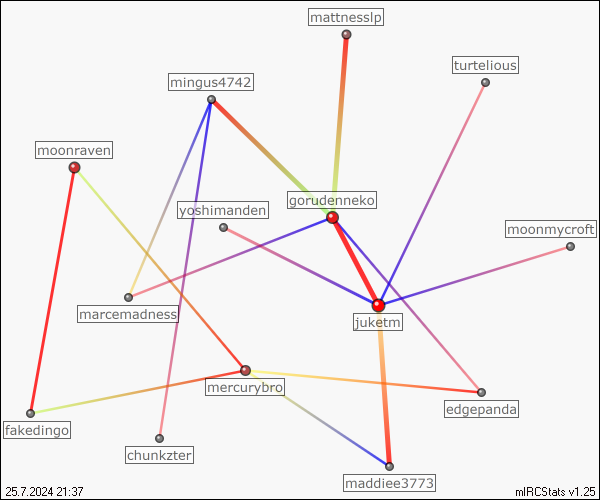 mattnesslp
turtelious
mingus4742
moonraven
gorudenneko
yoshimanden
moonmycroft
marcemadness
juketm
mercurybro
edgepanda
fakedingo
chunkzter
maddiee3773
25.7.2024 21:37
mIRCStats v1.25